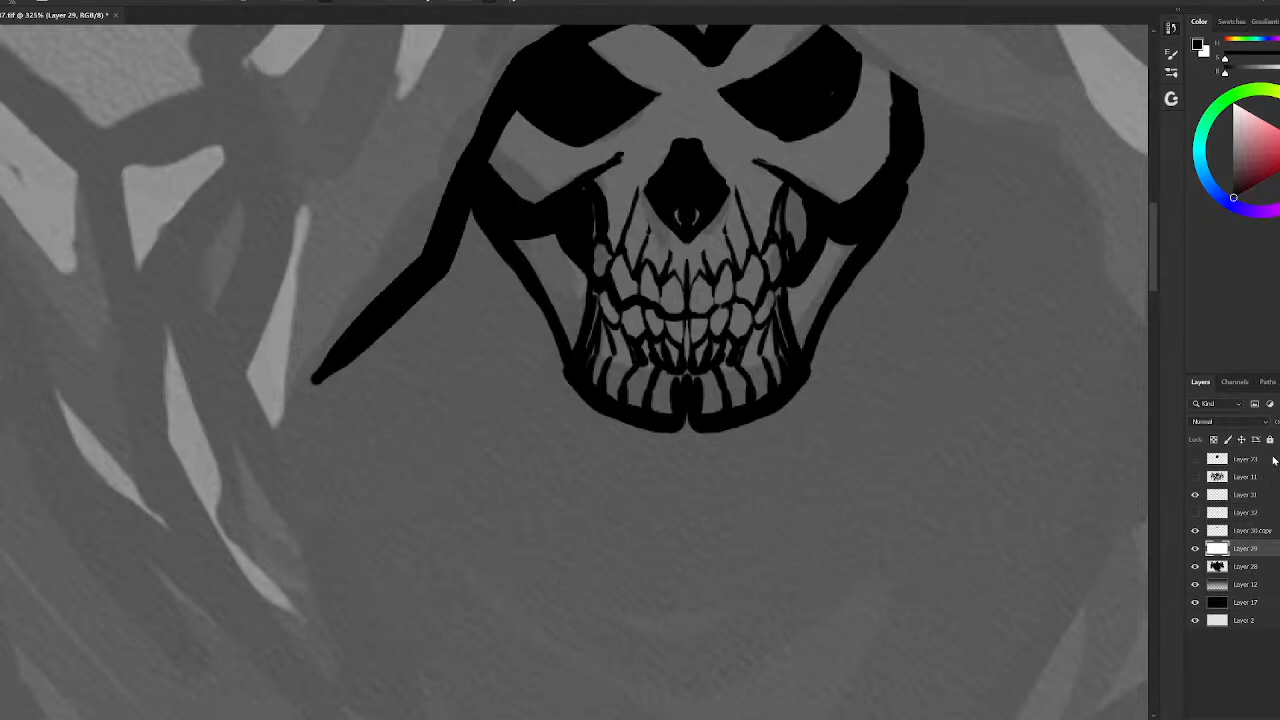 7.tif @ 325% (Layer 29, RGB/8) * ×
Color Swatches Gradient
H
S
B
Layers Channels Paths
Kind
Normal
Lock:
Layer 23
Layer 11
Layer 31
Layer 32
Layer 30 copy
Layer 29
Layer 28
Layer 12
Layer 17
Layer 2